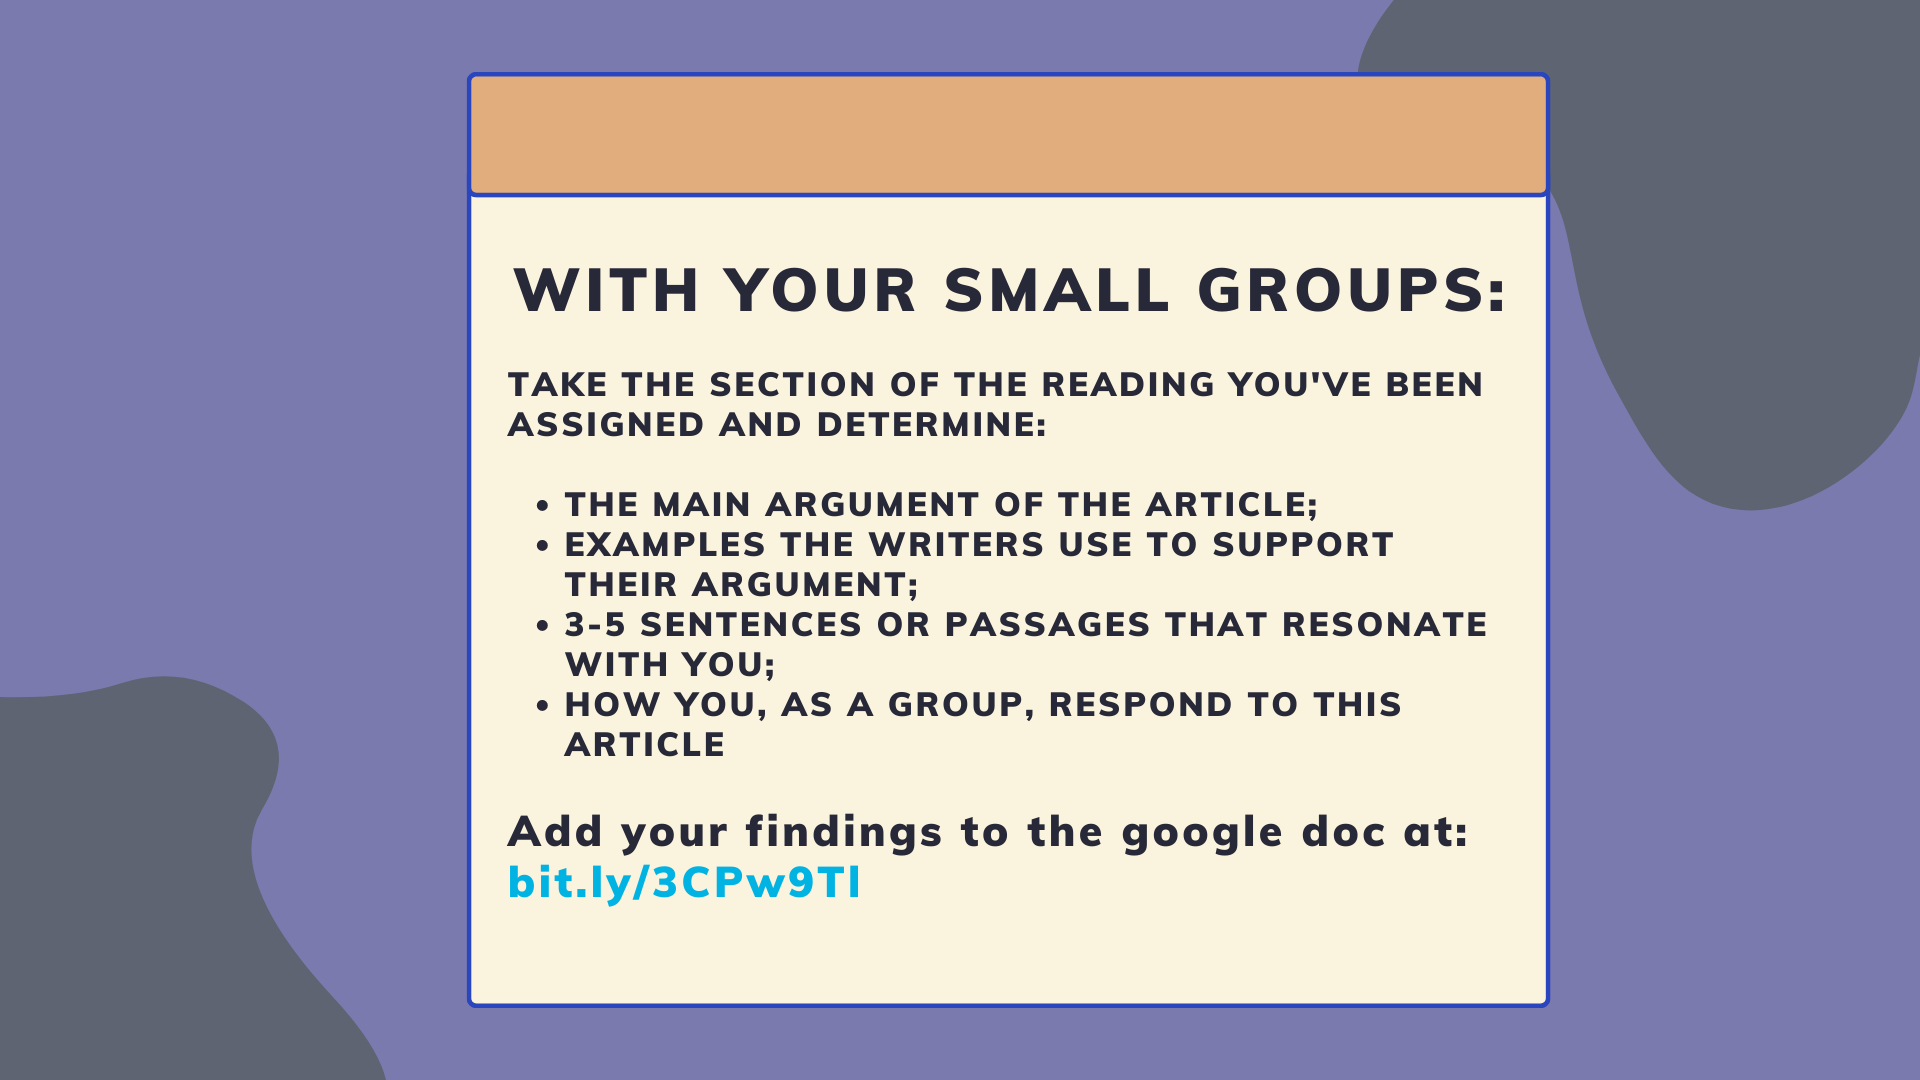 WITH YOUR SMALL GROUPS:
TAKE THE SECTION OF THE READING YOU'VE BEEN
ASSIGNED AND DETERMINE:
• THE MAIN ARGUMENT OF THE ARTICLE;
• EXAMPLES THE WRITERS USE TO SUPPORT
THEIR ARGUMENT;
• 3-5 SENTENCES OR PASSAGES THAT RESONATE
WITH YOU;
• HOW YOU, AS A GROUP, RESPOND TO THIS
ARTICLE
Add your findings to the google doc at:
bit.ly/3CPw9Tl